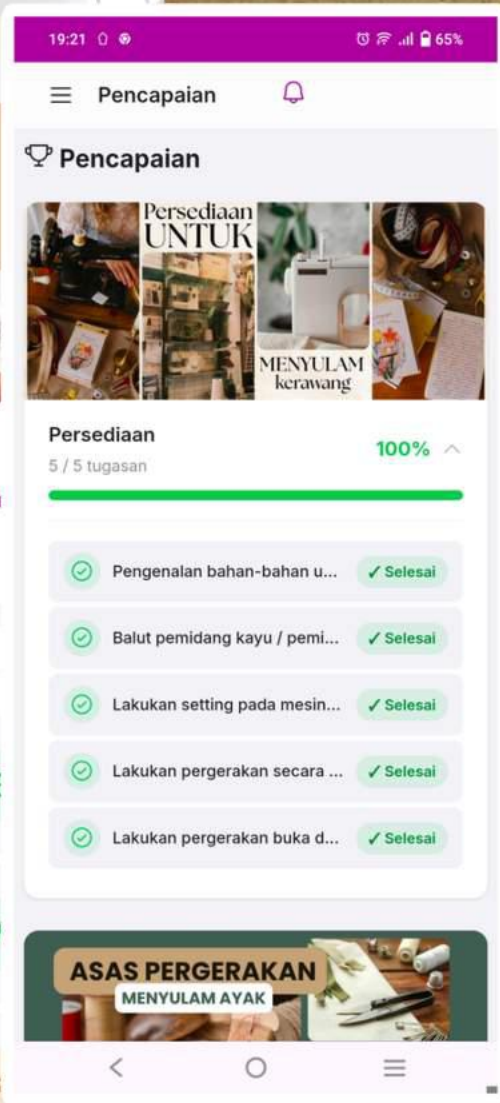 19:21
65%
Pencapaian
Pencapaian
Persediaan
UNTUK
MENYULAM
kerawang
Persediaan
100%
5 / 5 tugasan
Pengenalan bahan-bahan u... ✓ Selesai
Balut pemidang kayu / pemi... ✓ Selesai
Lakukan setting pada mesin... ✓ Selesai
Lakukan pergerakan secara ... ✓ Selesai
Lakukan pergerakan buka d... ✓ Selesai
ASAS PERGERAKAN
MENYULAM AYAK